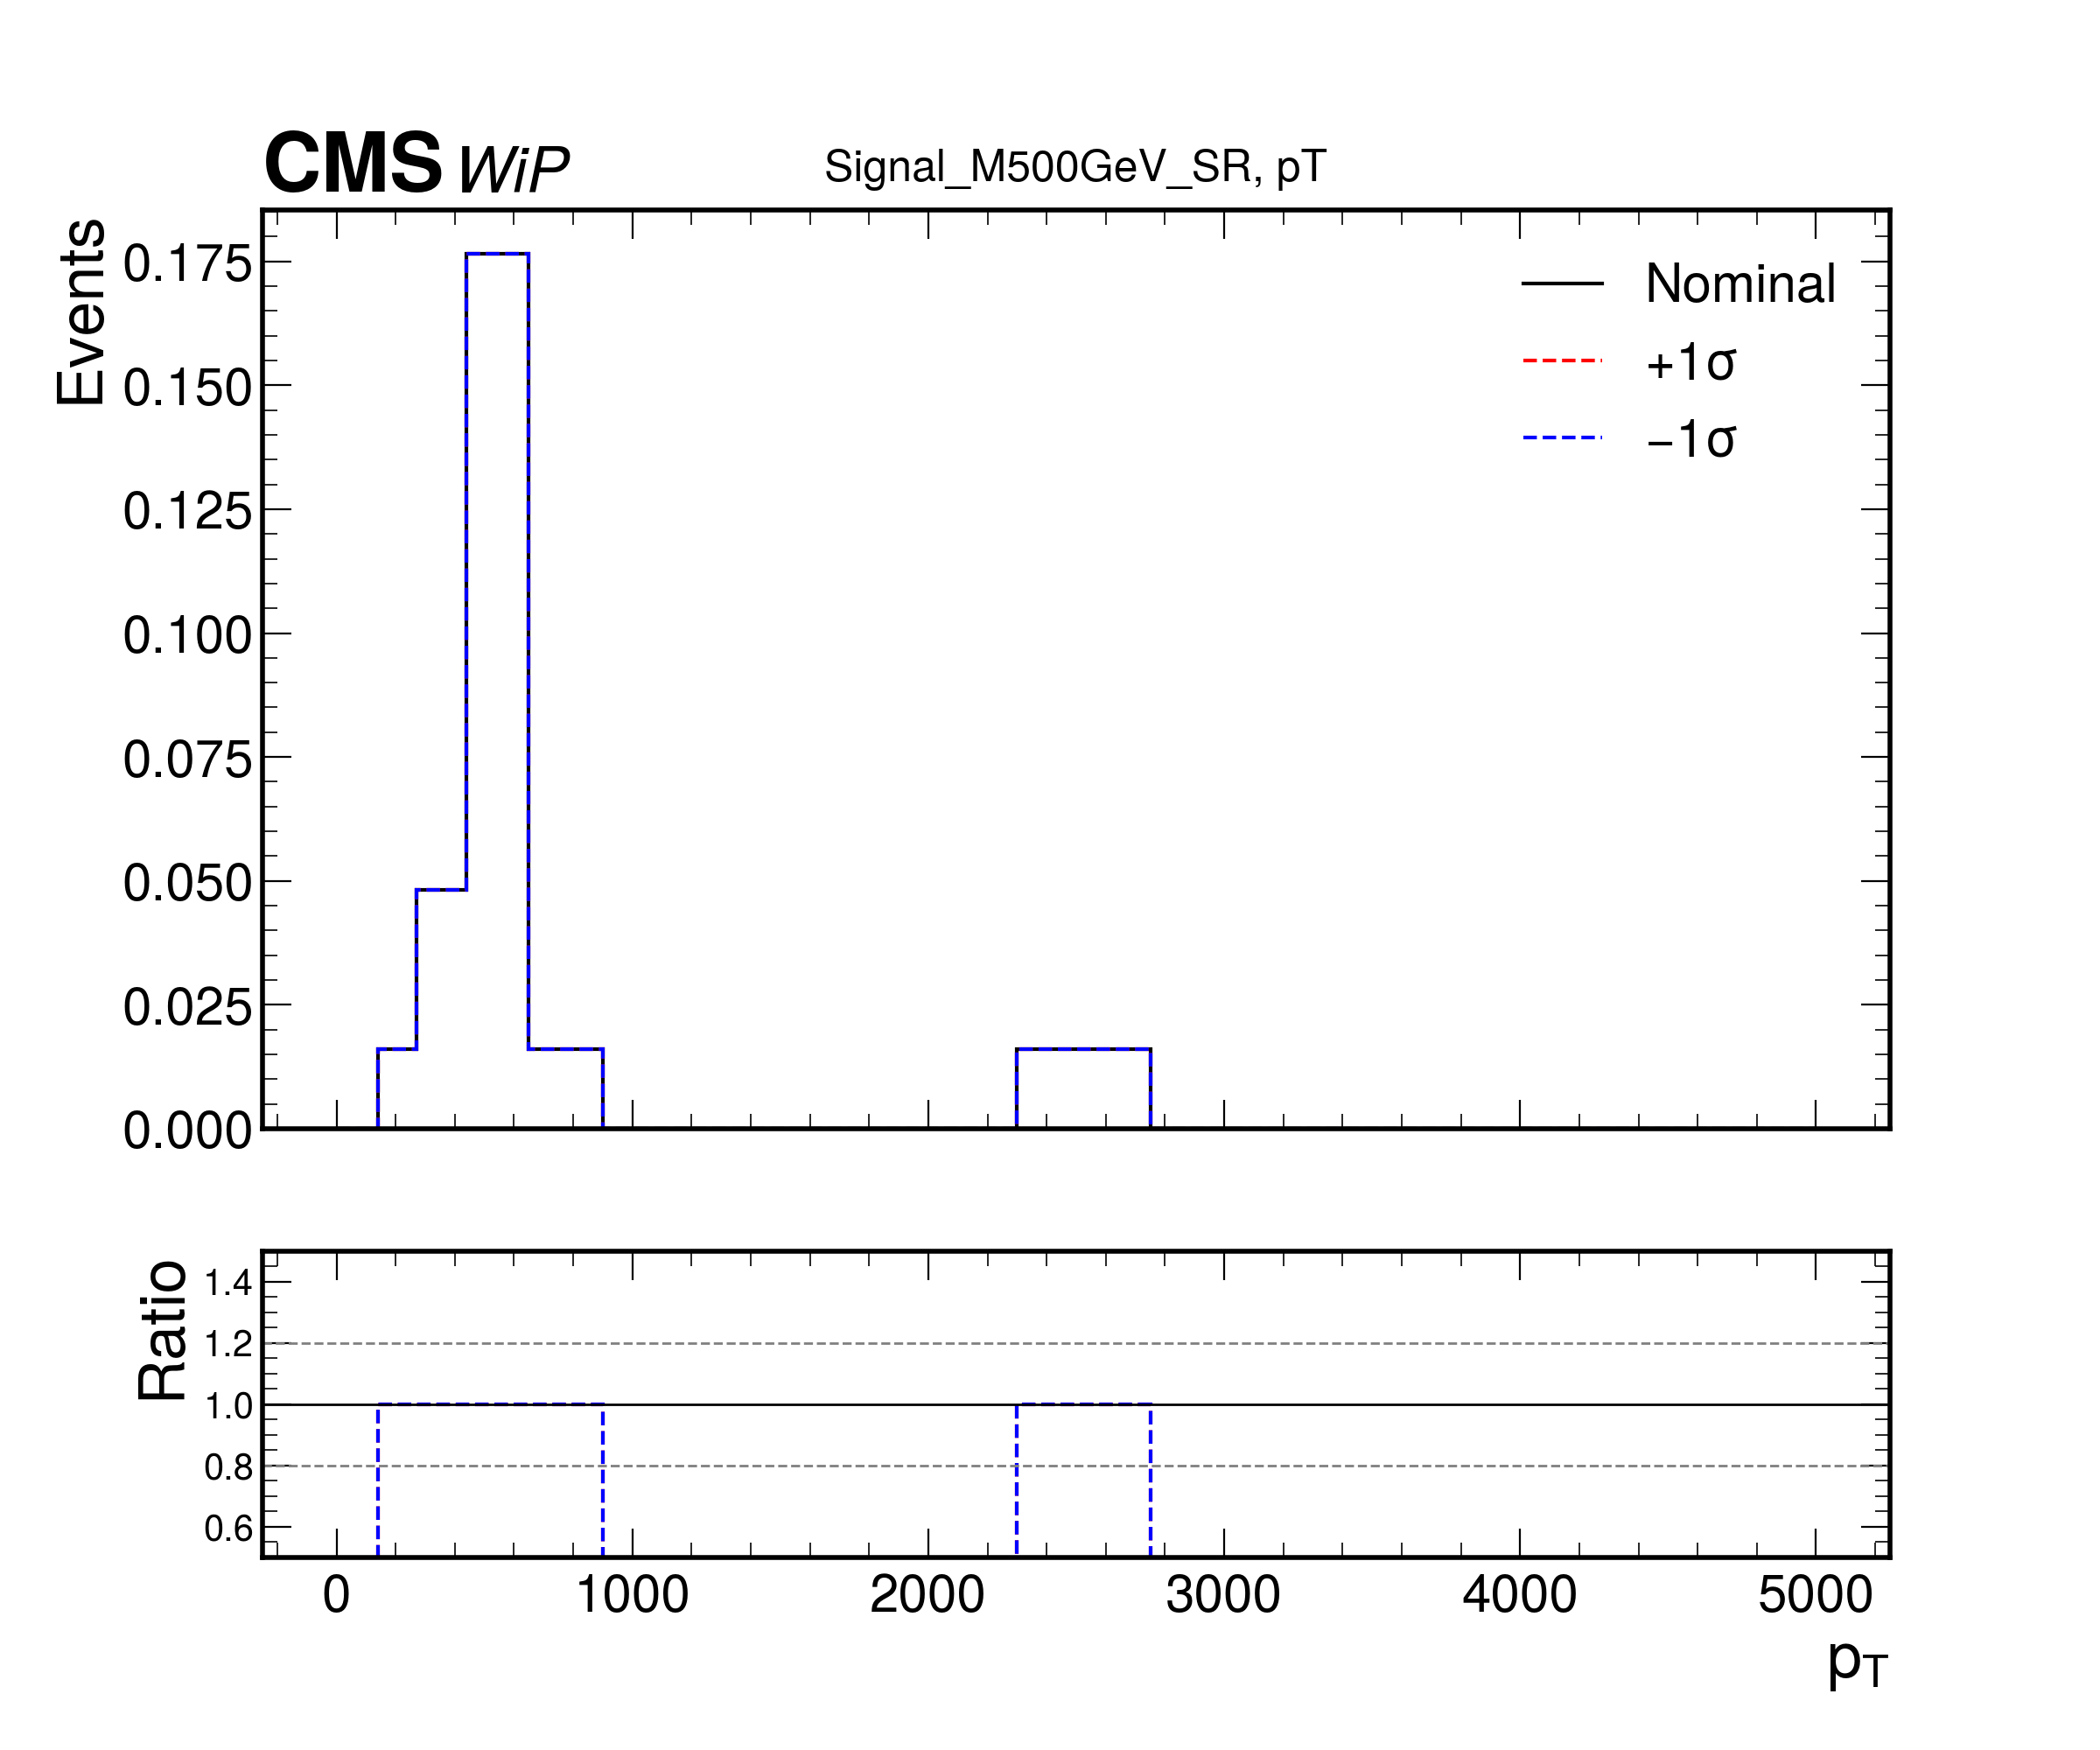 CMS WiP
Signal_M500GeV_SR, pT
Events
0.175
0.150
0.125
0.100
0.075
0.050
0.025
0.000
Nominal
+1σ
−1σ
Ratio
1.4
1.2
1.0
0.8
0.6
0 1000 2000 3000 4000 5000
pT